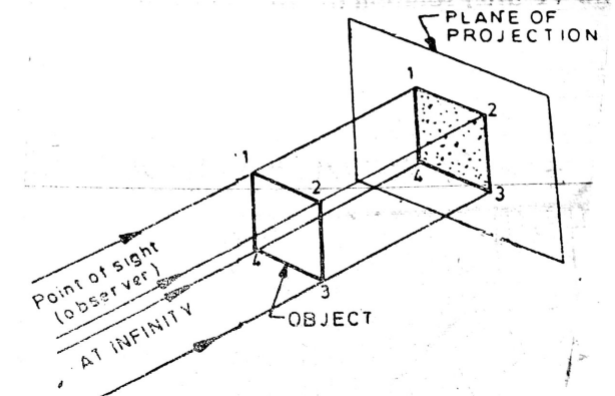 PLANE OF
PROJECTION
1
2
4
3
1
2
4
3
Point of sight
(observer)
AT INFINITY
OBJECT